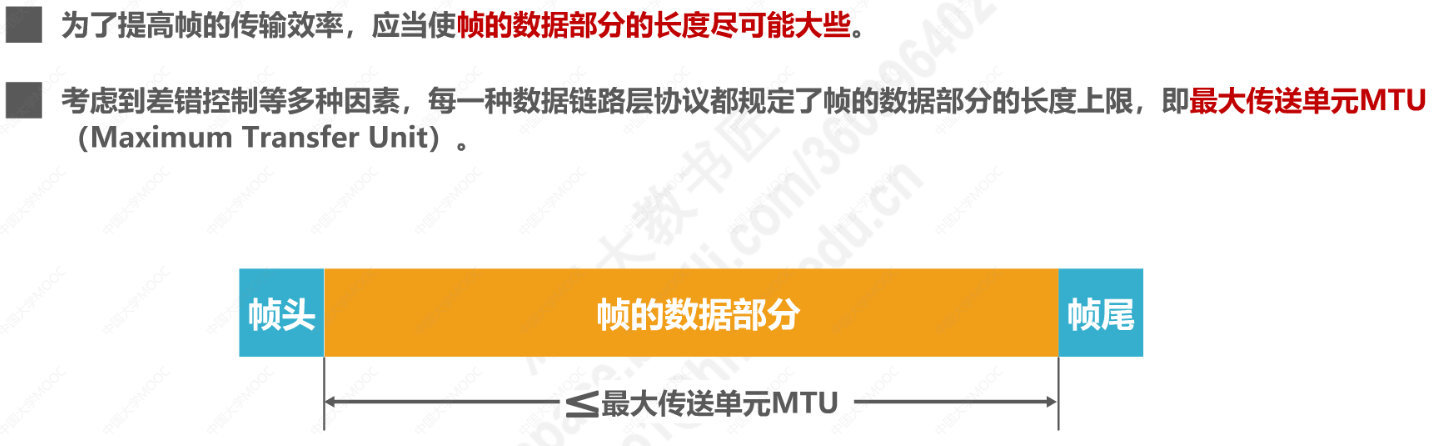 为了提高帧的传输效率，应当使帧的数据部分的长度尽可能大些。
考虑到差错控制等多种因素，每一种数据链路层协议都规定了帧的数据部分的长度上限，即最大传送单元MTU
（Maximum Transfer Unit）。
帧头
帧的数据部分
帧尾
≦最大传送单元MTU